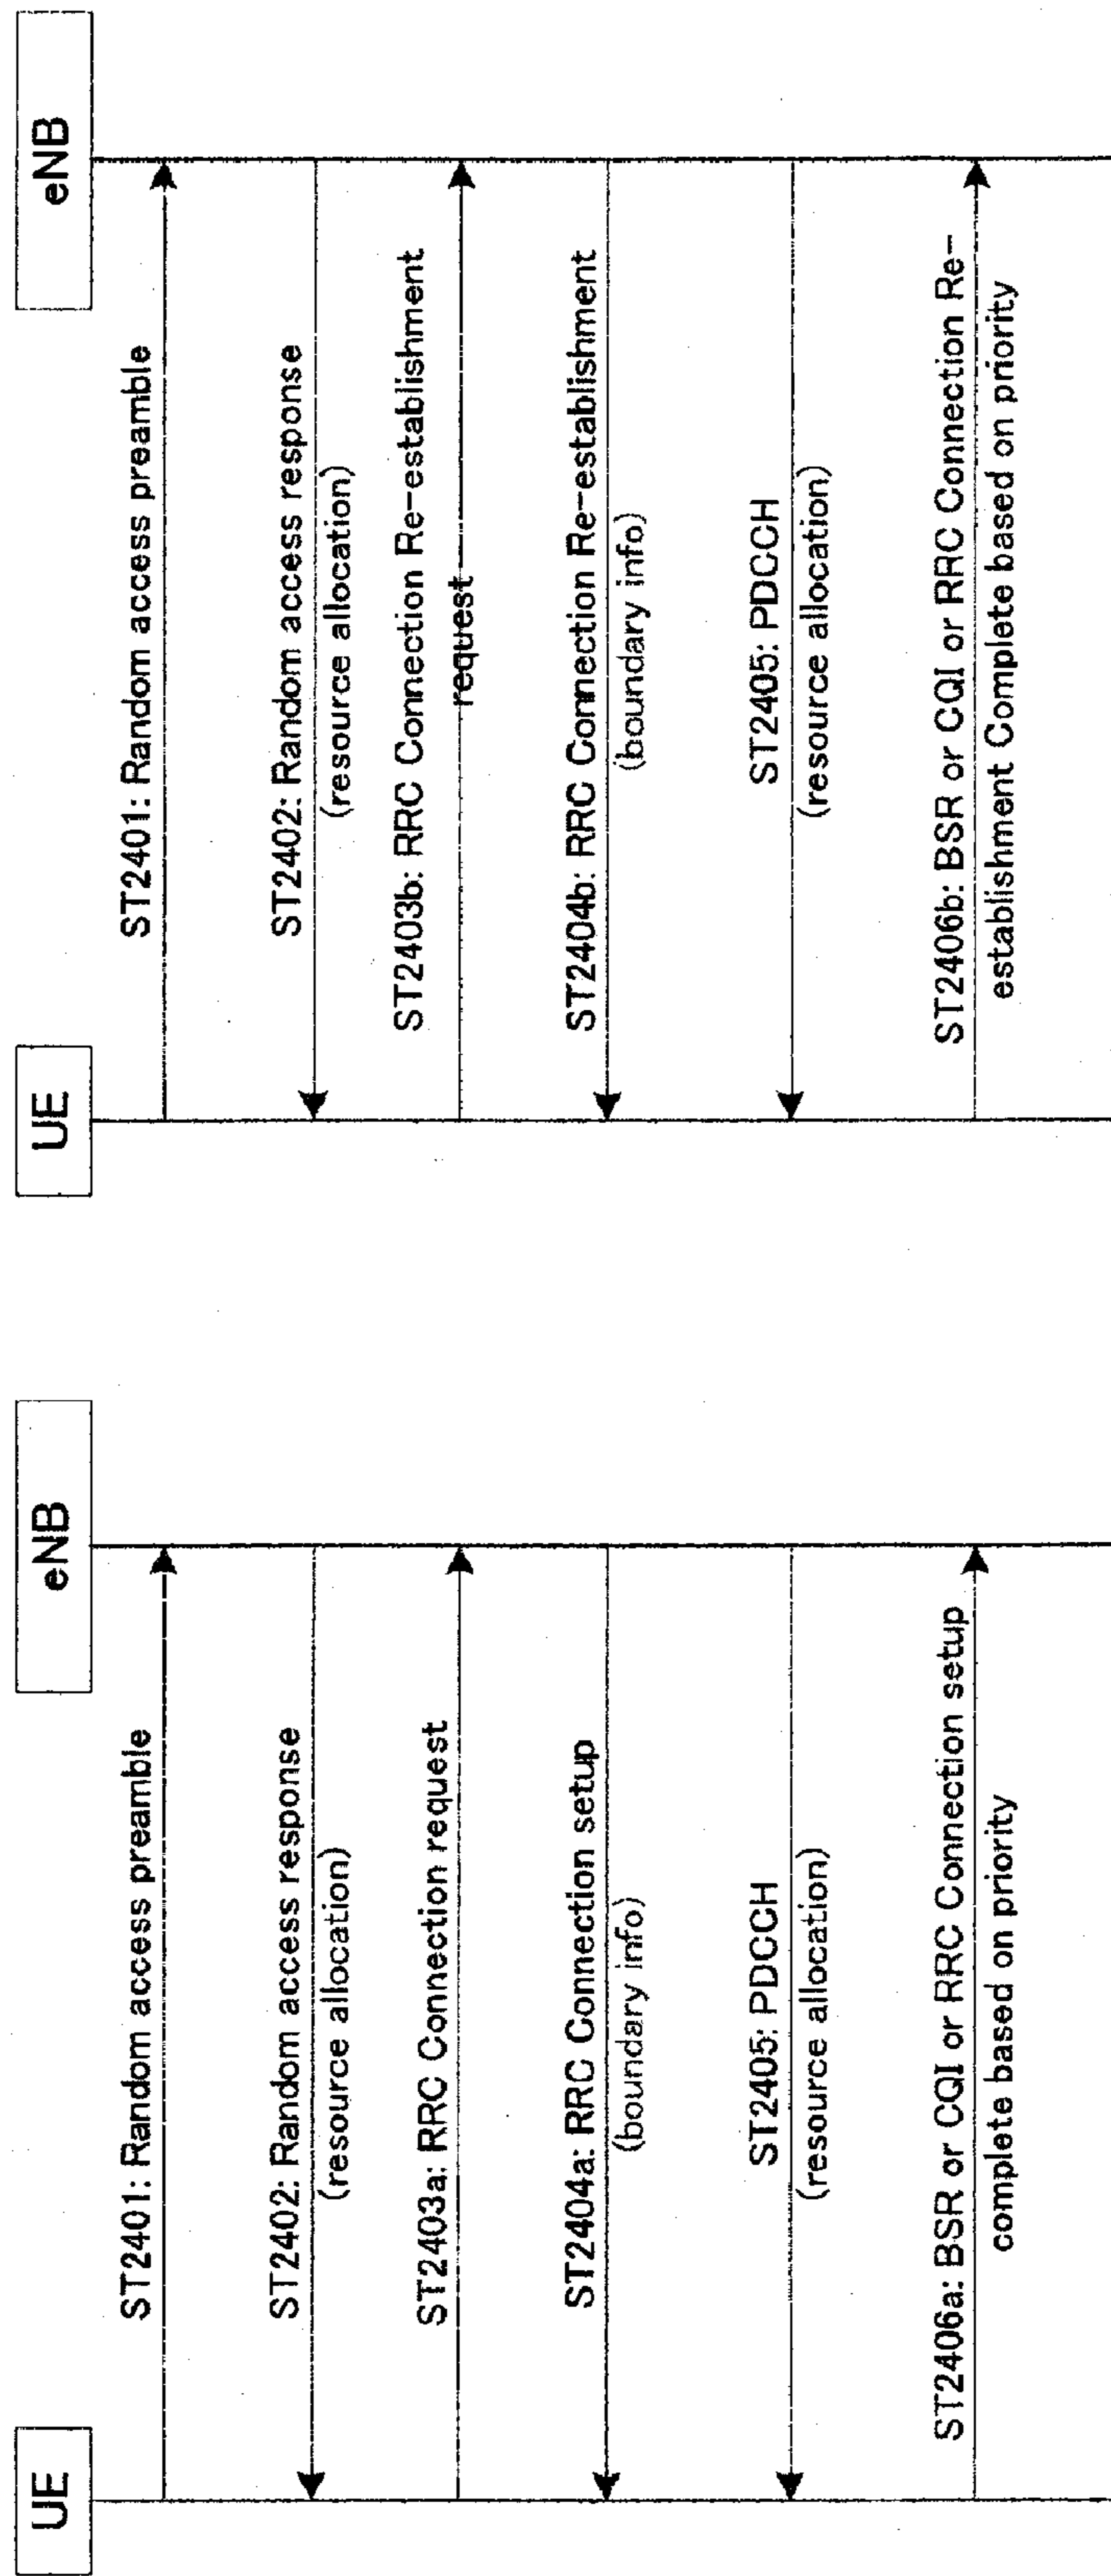 UE
eNB
ST2401: Random access preamble
ST2402: Random access response
(resource allocation)
ST2403a: RRC Connection request
ST2404a: RRC Connection setup
(boundary info)
ST2405: PDCCH
(resource allocation)
ST2406a: BSR or CQI or RRC Connection setup
complete based on priority
UE
eNB
ST2401: Random access preamble
ST2402: Random access response
(resource allocation)
ST2403b: RRC Connection Re-establishment
request
ST2404b: RRC Connection Re-establishment
(boundary info)
ST2405: PDCCH
(resource allocation)
ST2406b: BSR or CQI or RRC Connection Re-
establishment Complete based on priority